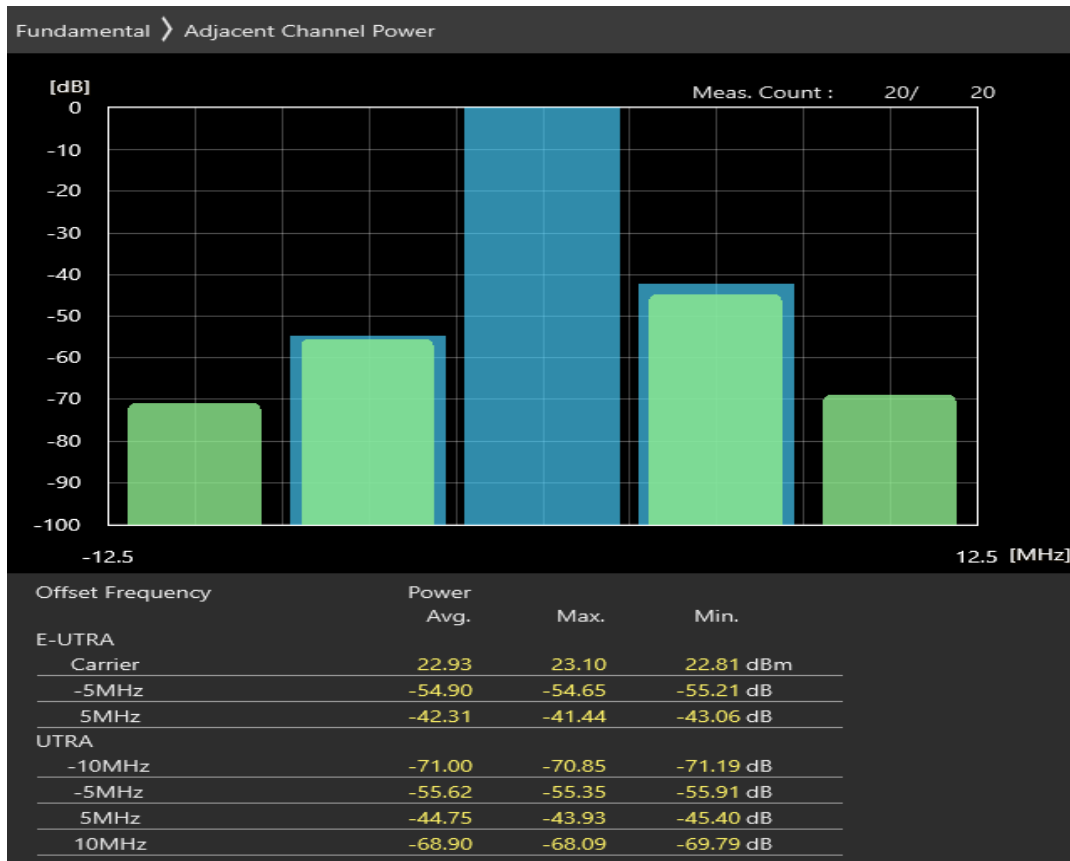 Fundamental ❯ Adjacent Channel Power
[dB]
Meas. Count : 20/ 20
0
-10
-20
-30
-40
-50
-60
-70
-80
-90
-100
-12.5 12.5 [MHz]
Offset Frequency Power
Avg. Max. Min.
E-UTRA
Carrier 22.93 23.10 22.81 dBm
-5MHz -54.90 -54.65 -55.21 dB
5MHz -42.31 -41.44 -43.06 dB
UTRA
-10MHz -71.00 -70.85 -71.19 dB
-5MHz -55.62 -55.35 -55.91 dB
5MHz -44.75 -43.93 -45.40 dB
10MHz -68.90 -68.09 -69.79 dB